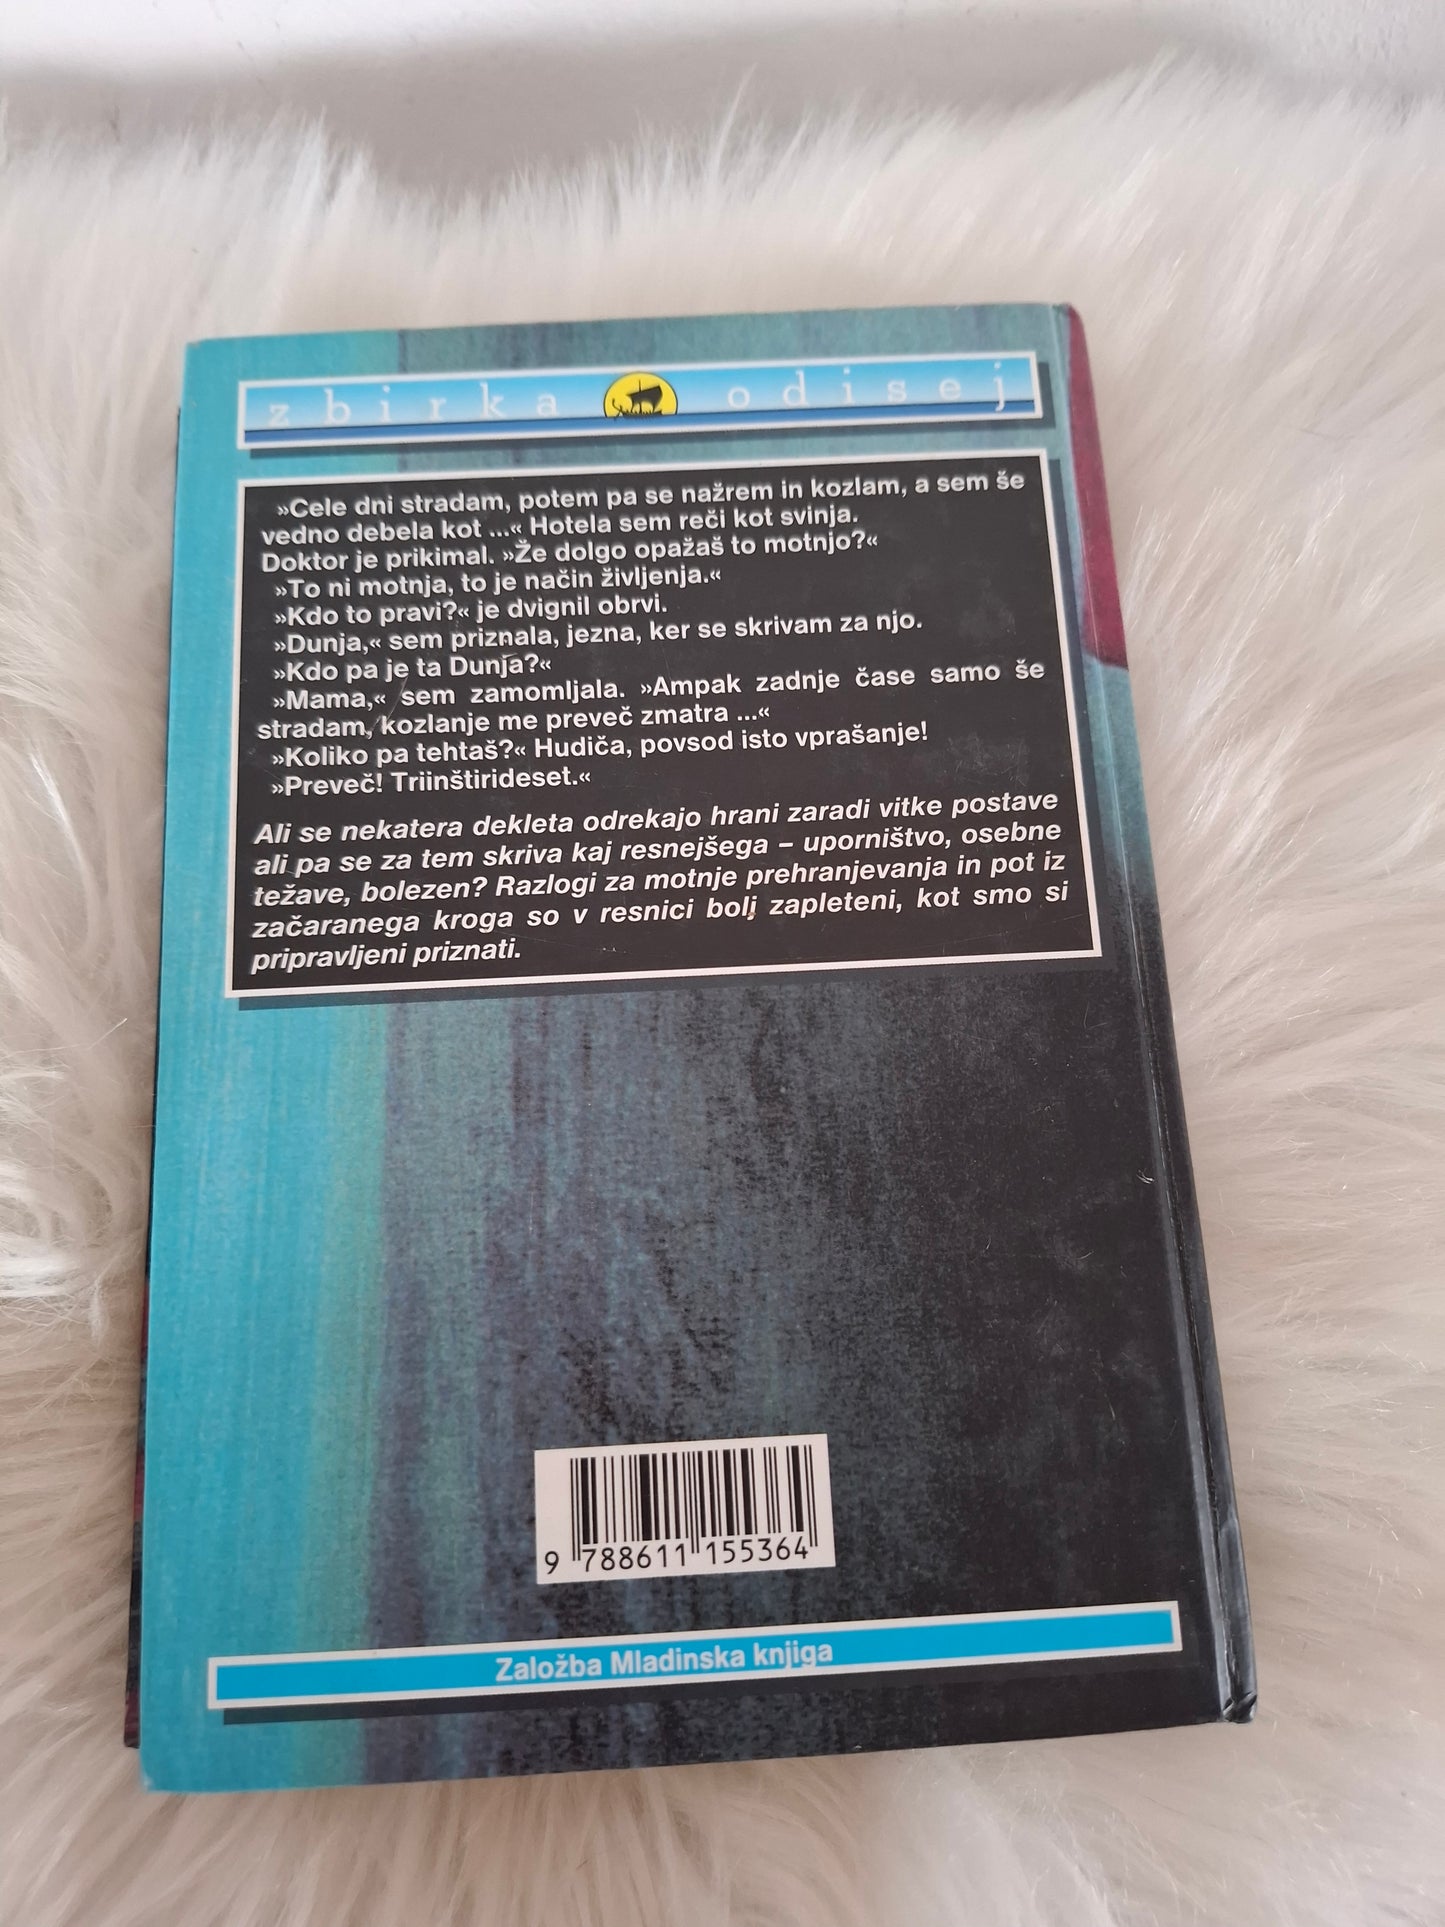 zbirka odisej
»Cele dni stradam, potem pa se nažrem in kozlam, a sem še
vedno debela kot ...« Hotela sem reči kot svinja.
Doktor je prikimal. »Že dolgo opažaš to motnjo?«
»To ni motnja, to je način življenja.«
»Kdo to pravi?« je dvignil obrvi.
»Dunja,« sem priznala, jezna, ker se skrivam za njo.
»Kdo pa je ta Dunja?«
»Mama,« sem zamomljala. »Ampak zadnje čase samo še
stradam, kozlanje me preveč zmatra ...«
»Koliko pa tehtaš?« Hudiča, povsod isto vprašanje!
»Preveč! Triinštirideset.«
Ali se nekatera dekleta odrekajo hrani zaradi vitke postave
ali pa se za tem skriva kaj resnejšega – uporništvo, osebne
težave, bolezen? Razlogi za motnje prehranjevanja in pot iz
začaranega kroga so v resnici bolj zapleteni, kot smo si
pripravljeni priznati.
9 788611 155364
Založba Mladinska knjiga